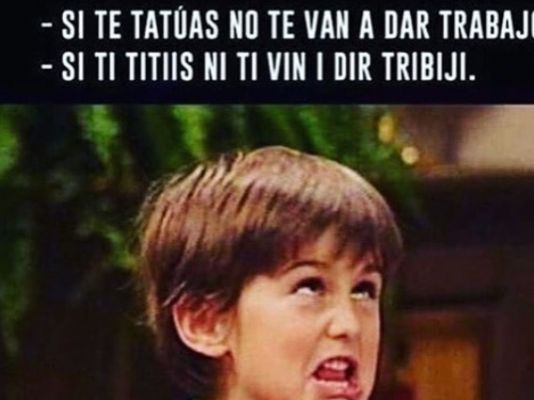 - SI TE TATÚAS NO TE VAN A DAR TRABAJO
- SI TI TITIIS NI TI VIN I DIR TRIBIJI.